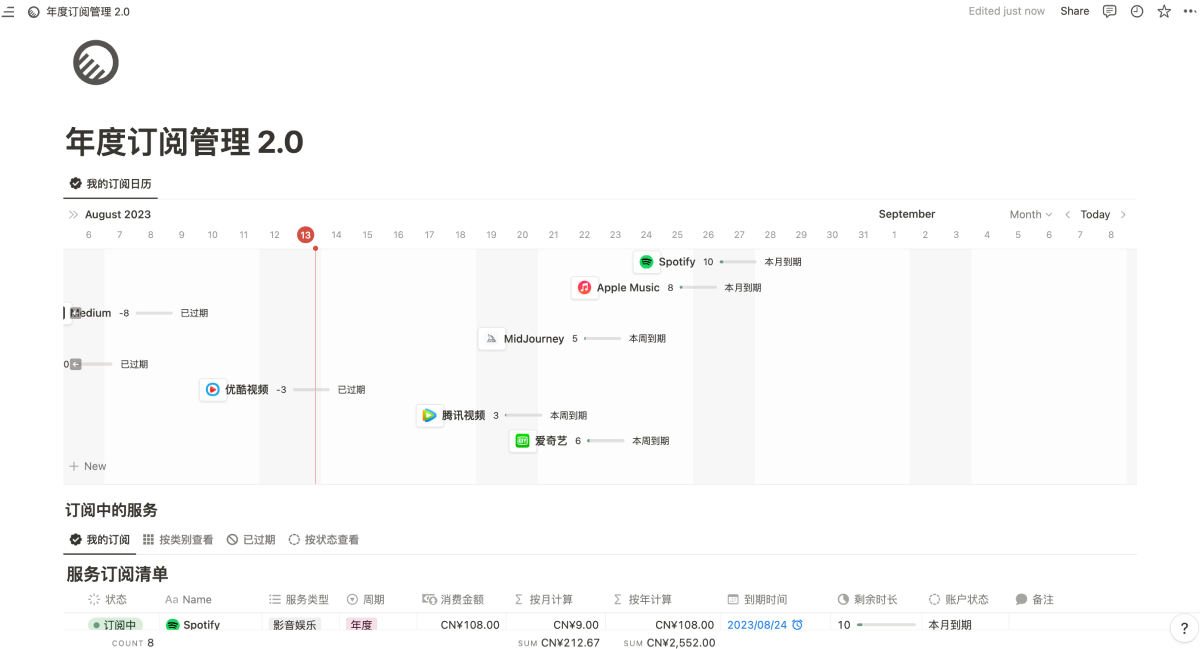 年度订阅管理 2.0
Edited just now Share
年度订阅管理 2.0
我的订阅日历
August 2023 September Month Today
6 7 8 9 10 11 12 13 14 15 16 17 18 19 20 21 22 23 24 25 26 27 28 29 30 31 1 2 3 4 5 6 7 8
Spotify 10 本月到期
Apple Music 8 本月到期
Medium -8 已过期
MidJourney 5 本周到期
0 已过期
优酷视频 -3 已过期
腾讯视频 3 本周到期
爱奇艺 6 本周到期
New
订阅中的服务
我的订阅 按类别查看 已过期 按状态查看
服务订阅清单
状态 Aa Name 服务类型 周期 消费金额 Σ 按月计算 Σ 按年计算 到期时间 剩余时长 账户状态 备注
订阅中 Spotify 影音娱乐 年度 CN¥108.00 CN¥9.00 CN¥108.00 2023/08/24 10 本月到期
COUNT 8 SUM CN¥212.67 SUM CN¥2,552.00
?